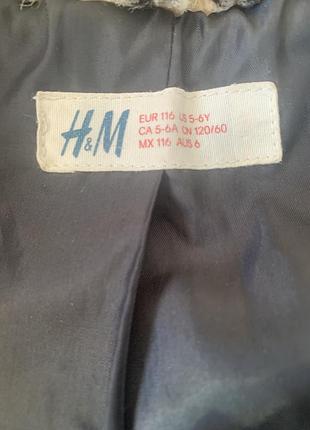 H&M
EUR 116 US 5-6Y
CA 5-6A CN 120/60
MX 116 AUS 6